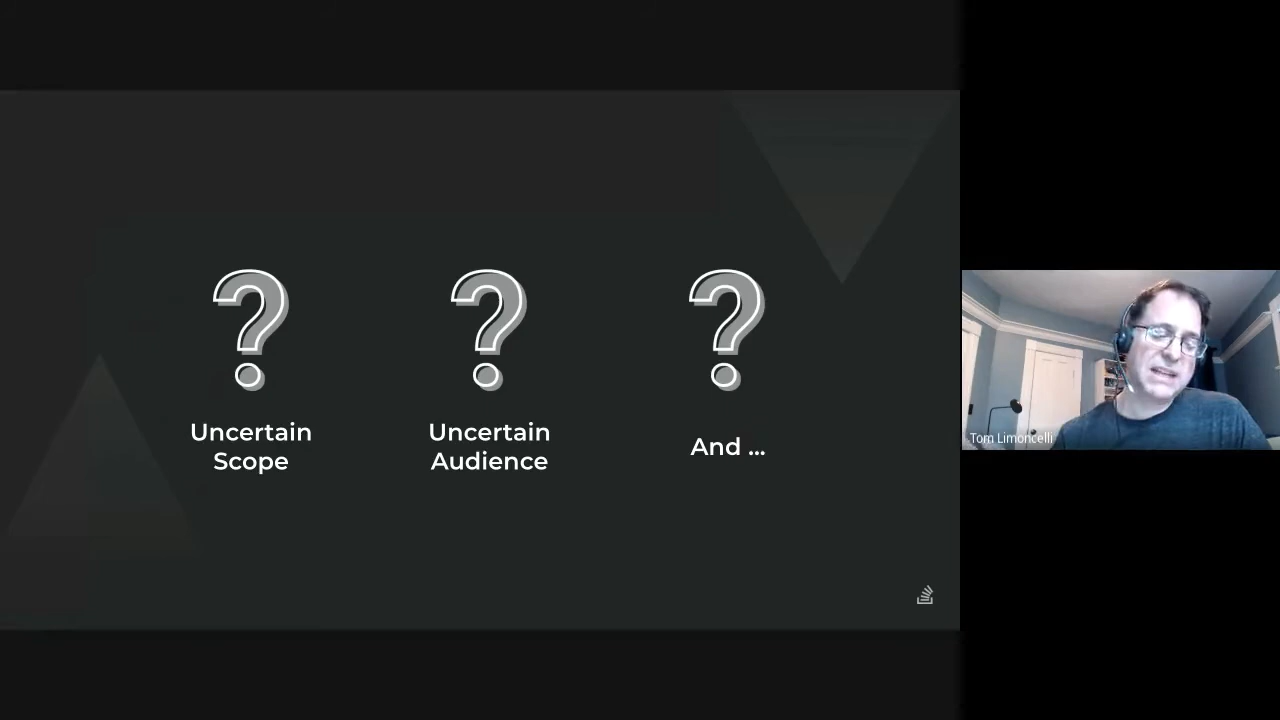 ?
?
?
Uncertain
Scope
Uncertain
Audience
And ...
Tom Limoncelli